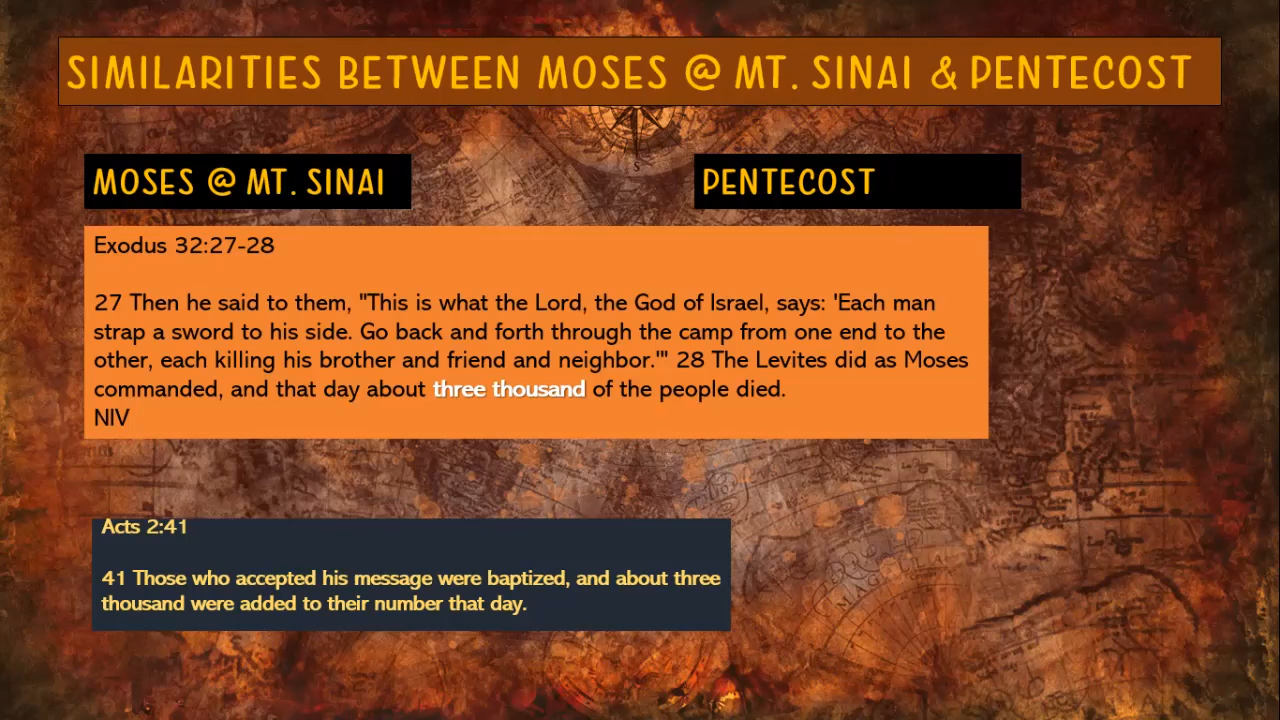 SIMILARITIES BETWEEN MOSES @ MT. SINAI & PENTECOST
MOSES @ MT. SINAI
PENTECOST
Exodus 32:27-28
27 Then he said to them, "This is what the Lord, the God of Israel, says: 'Each man
strap a sword to his side. Go back and forth through the camp from one end to the
other, each killing his brother and friend and neighbor.'" 28 The Levites did as Moses
commanded, and that day about three thousand of the people died.
NIV
Acts 2:41
41 Those who accepted his message were baptized, and about three
thousand were added to their number that day.